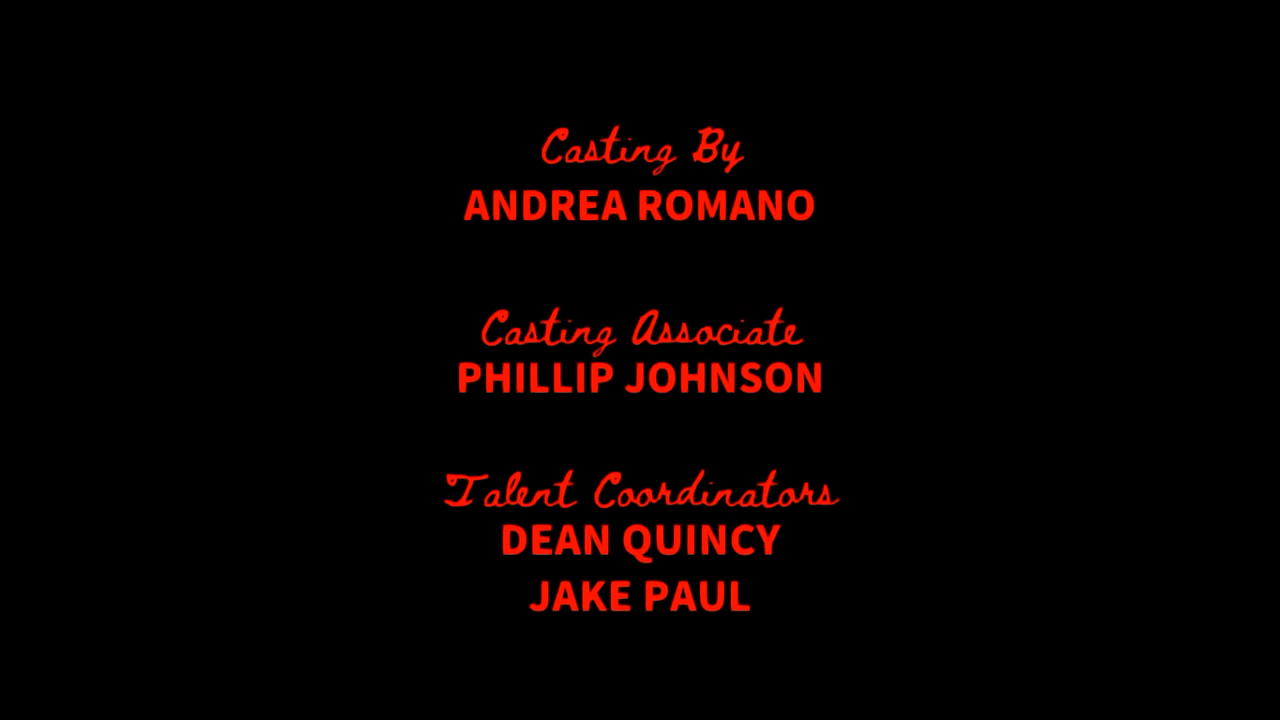 Casting By
ANDREA ROMANO
Casting Associate
PHILLIP JOHNSON
Talent Coordinators
DEAN QUINCY
JAKE PAUL